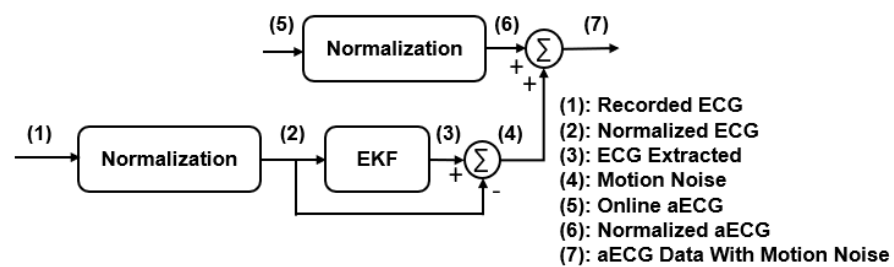 (5) (6) (7)
Normalization Σ
+
+
(1) (2) (3) (4)
Normalization EKF Σ
+
-
(1): Recorded ECG
(2): Normalized ECG
(3): ECG Extracted
(4): Motion Noise
(5): Online aECG
(6): Normalized aECG
(7): aECG Data With Motion Noise